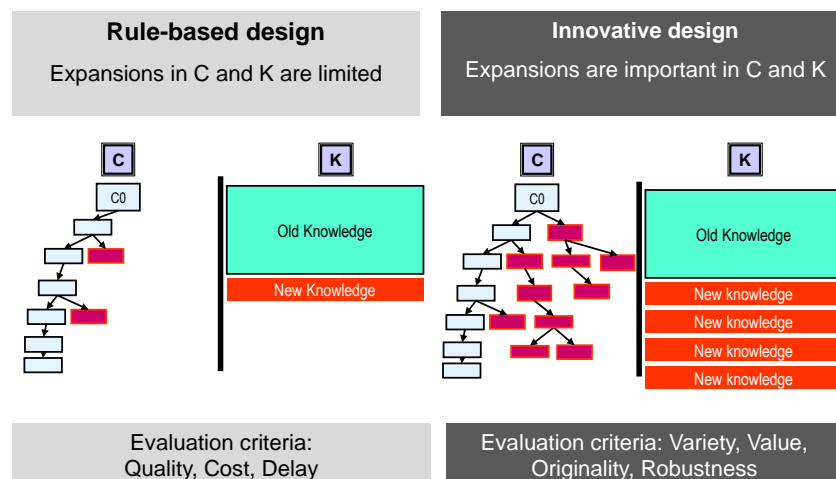 Rule-based design
Expansions in C and K are limited
Innovative design
Expansions are important in C and K
C
K
C0
Old Knowledge
New Knowledge
C
K
C0
Old Knowledge
New knowledge
New knowledge
New knowledge
New knowledge
Evaluation criteria:
Quality, Cost, Delay
Evaluation criteria: Variety, Value,
Originality, Robustness